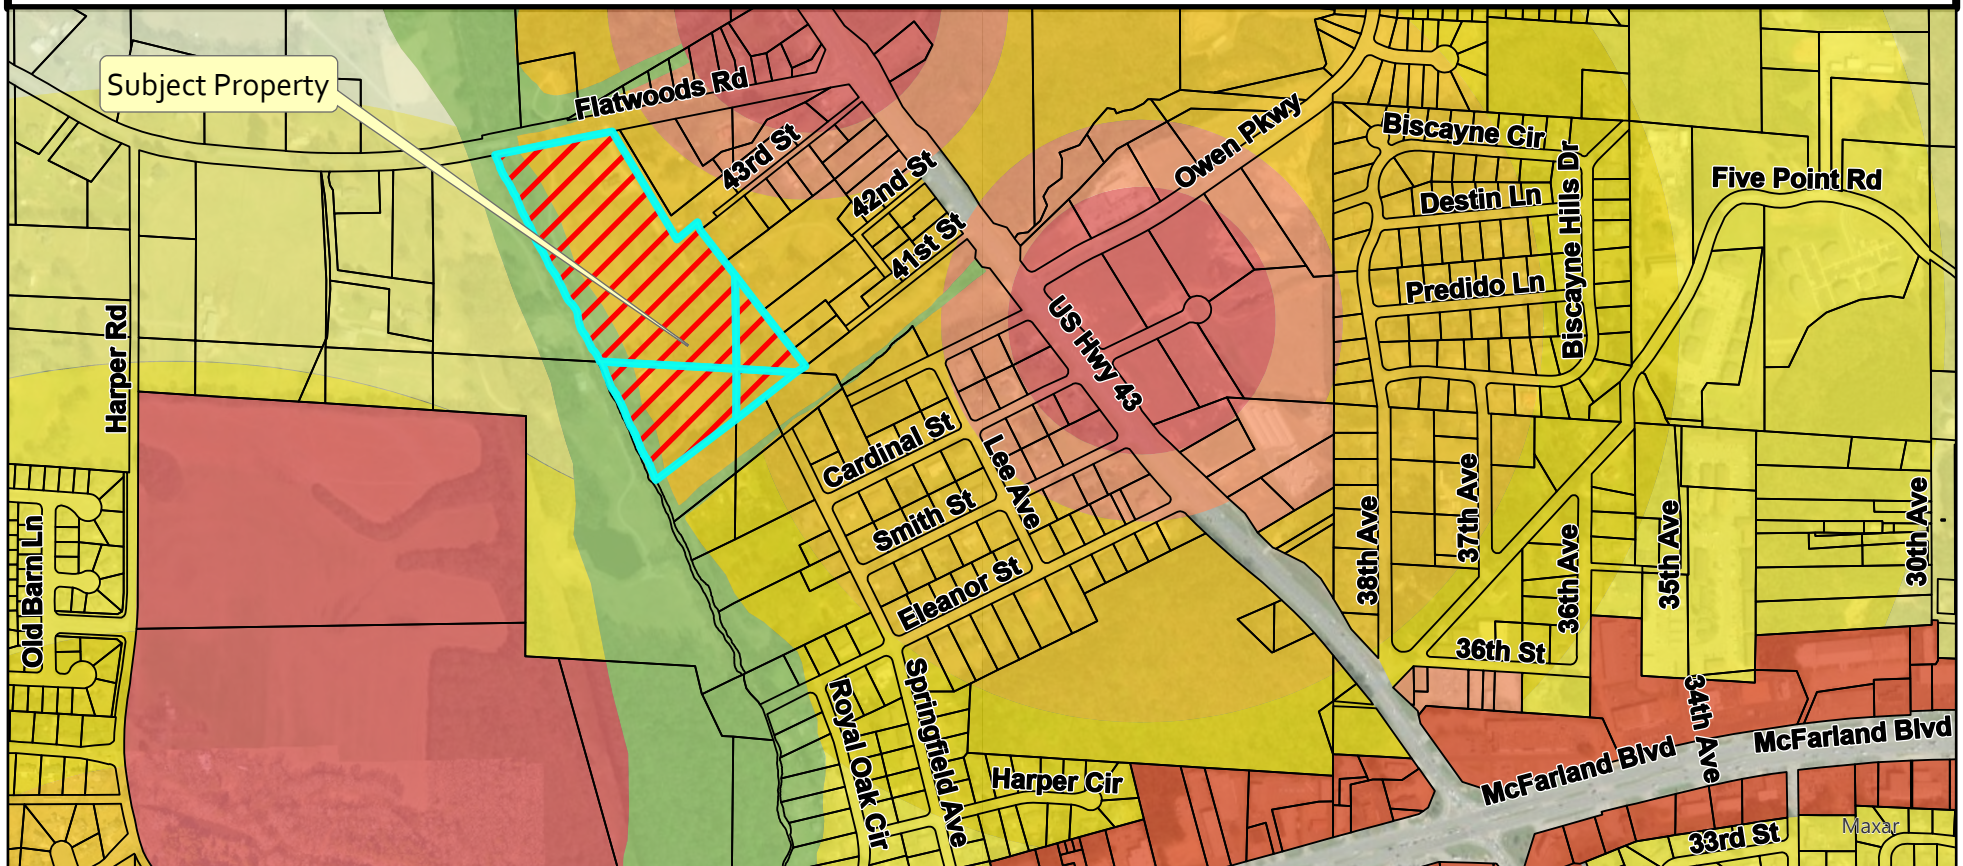 Subject Property
Flatwoods Rd
43rd St
42nd St
41st St
Owen Pkwy
Biscayne Cir
Destin Ln
Predido Ln
Biscayne Hills Dr
Five Point Rd
Harper Rd
US Hwy 43
Cardinal St
Lee Ave
Smith St
Eleanor St
Old Barn Ln
38th Ave
37th Ave
36th Ave
35th Ave
30th Ave
36th St
34th Ave
McFarland Blvd
McFarland Blvd
Royal Oak Cir
Springfield Ave
Harper Cir
33rd St
Maxar